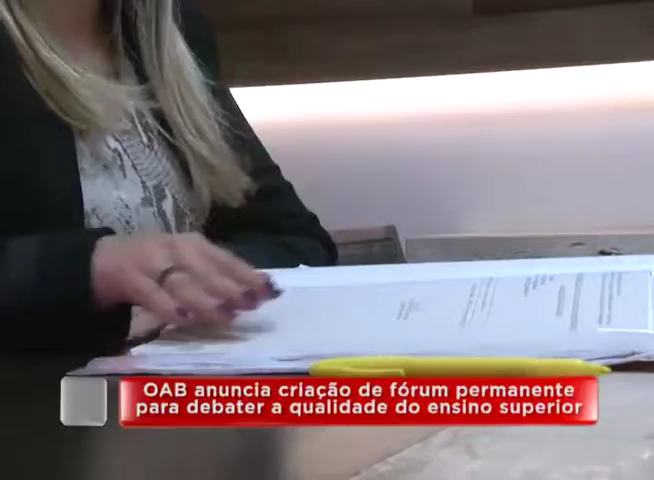 OAB anuncia criação de fórum permanente
para debater a qualidade do ensino superior